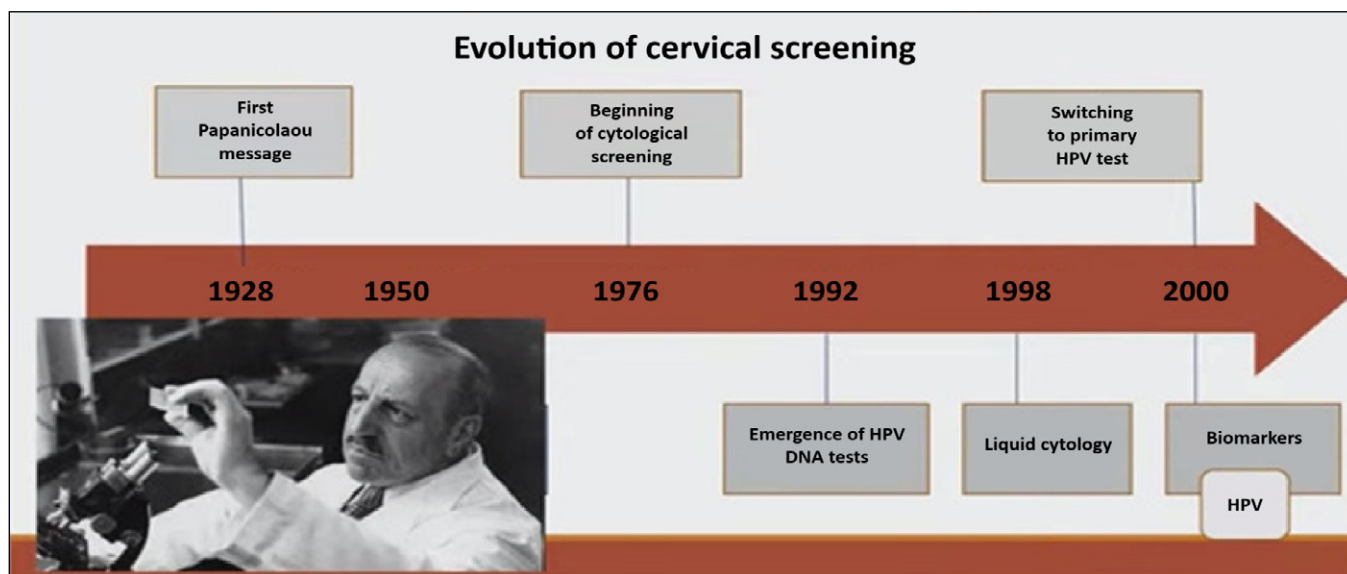 Evolution of cervical screening
First
Papanicolaou
message
Beginning
of cytological
screening
Switching
to primary
HPV test
1928 1950 1976 1992 1998 2000
Emergence of HPV
DNA tests
Liquid cytology
Biomarkers
HPV